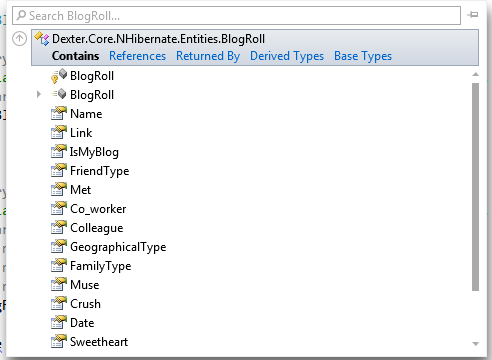 Search BlogRoll...
Dexter.Core.NHibernate.Entities.BlogRoll
Contains References Returned By Derived Types Base Types
BlogRoll
BlogRoll
Name
Link
IsMyBlog
FriendType
Met
Co_worker
Colleague
GeographicalType
FamilyType
Muse
Crush
Date
Sweetheart